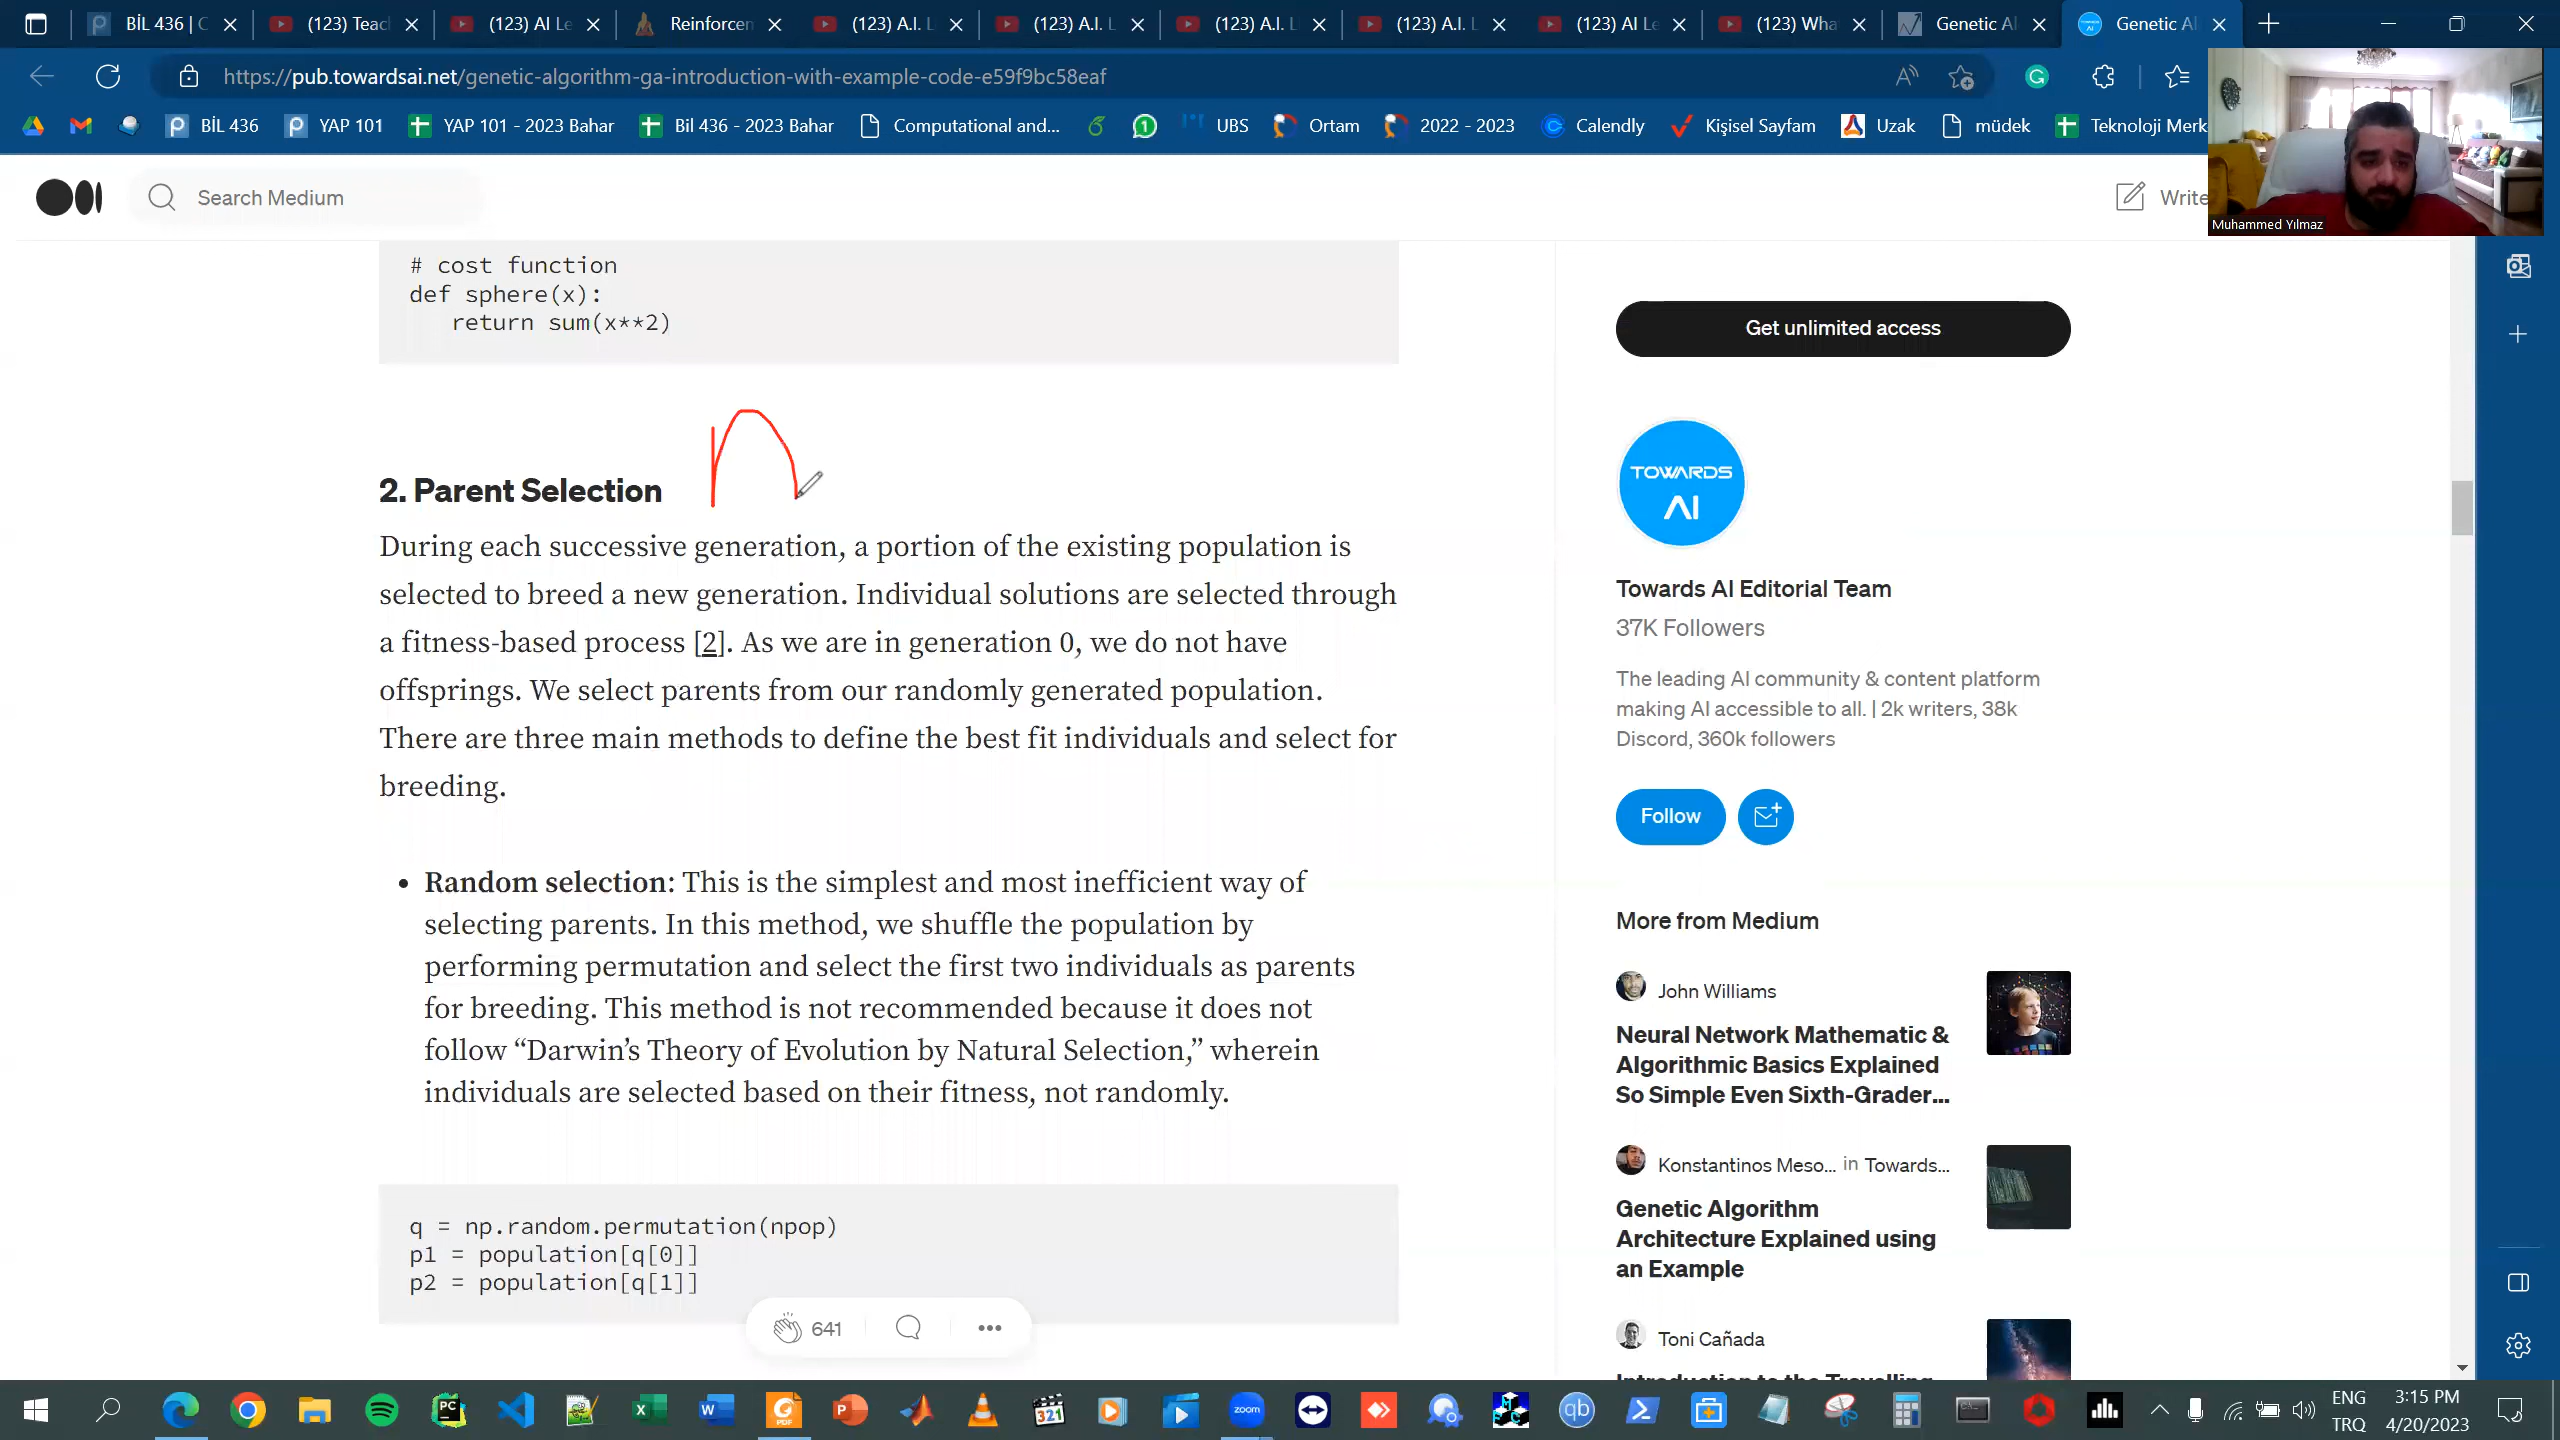 BİL 436 | C
(123) Teac
(123) AI Le
Reinforcem
(123) A.I. L
(123) A.I. L
(123) A.I. L
(123) A.I. L
(123) AI Le
(123) Wha
Genetic Al
Genetic Al
https://pub.towardsai.net/genetic-algorithm-ga-introduction-with-example-code-e59f9bc58eaf
BİL 436
YAP 101
YAP 101 - 2023 Bahar
Bil 436 - 2023 Bahar
Computational and...
UBS
Ortam
2022 - 2023
Calendly
Kişisel Sayfam
Uzak
müdek
Teknoloji Merk
Muhammed Yılmaz
Search Medium
Write
# cost function
def sphere(x):
return sum(x**2)
n
2. Parent Selection
During each successive generation, a portion of the existing population is
selected to breed a new generation. Individual solutions are selected through
a fitness-based process [2]. As we are in generation 0, we do not have
offsprings. We select parents from our randomly generated population.
There are three main methods to define the best fit individuals and select for
breeding.
• Random selection: This is the simplest and most inefficient way of
selecting parents. In this method, we shuffle the population by
performing permutation and select the first two individuals as parents
for breeding. This method is not recommended because it does not
follow “Darwin’s Theory of Evolution by Natural Selection,” wherein
individuals are selected based on their fitness, not randomly.
q = np.random.permutation(npop)
p1 = population[q[0]]
p2 = population[q[1]]
641
Get unlimited access
TOWARDS
AI
Towards AI Editorial Team
37K Followers
The leading AI community & content platform
making AI accessible to all. | 2k writers, 38k
Discord, 360k followers
Follow
More from Medium
John Williams
Neural Network Mathematic &
Algorithmic Basics Explained
So Simple Even Sixth-Grader...
Konstantinos Meso... in Towards...
Genetic Algorithm
Architecture Explained using
an Example
Toni Cañada
Introduction to the Travelling
ENG
TRQ
3:15 PM
4/20/2023